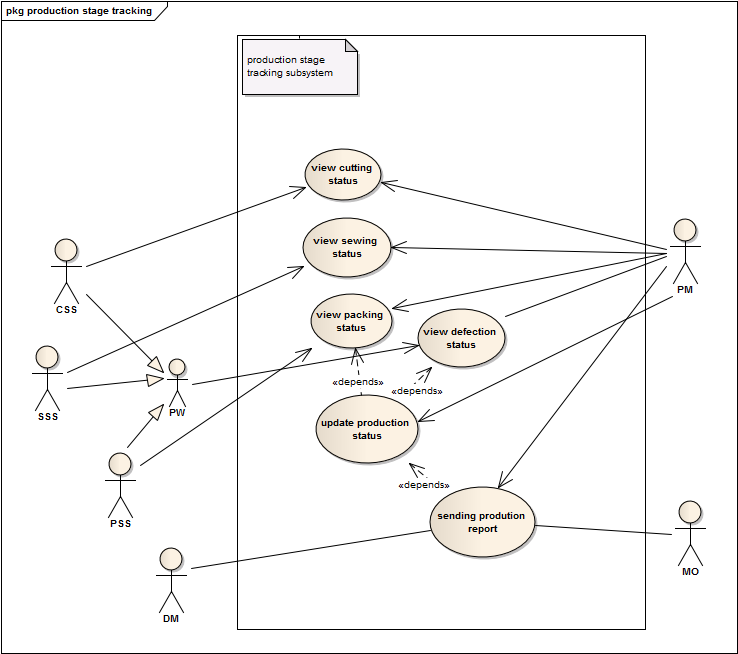 pkg production stage tracking
production stage
tracking subsystem
view cutting
status
view sewing
status
CSS
PM
view packing
status
view defection
status
«depends»
«depends»
SSS
PW
update production
status
«depends»
PSS
sending prodution
report
MO
DM